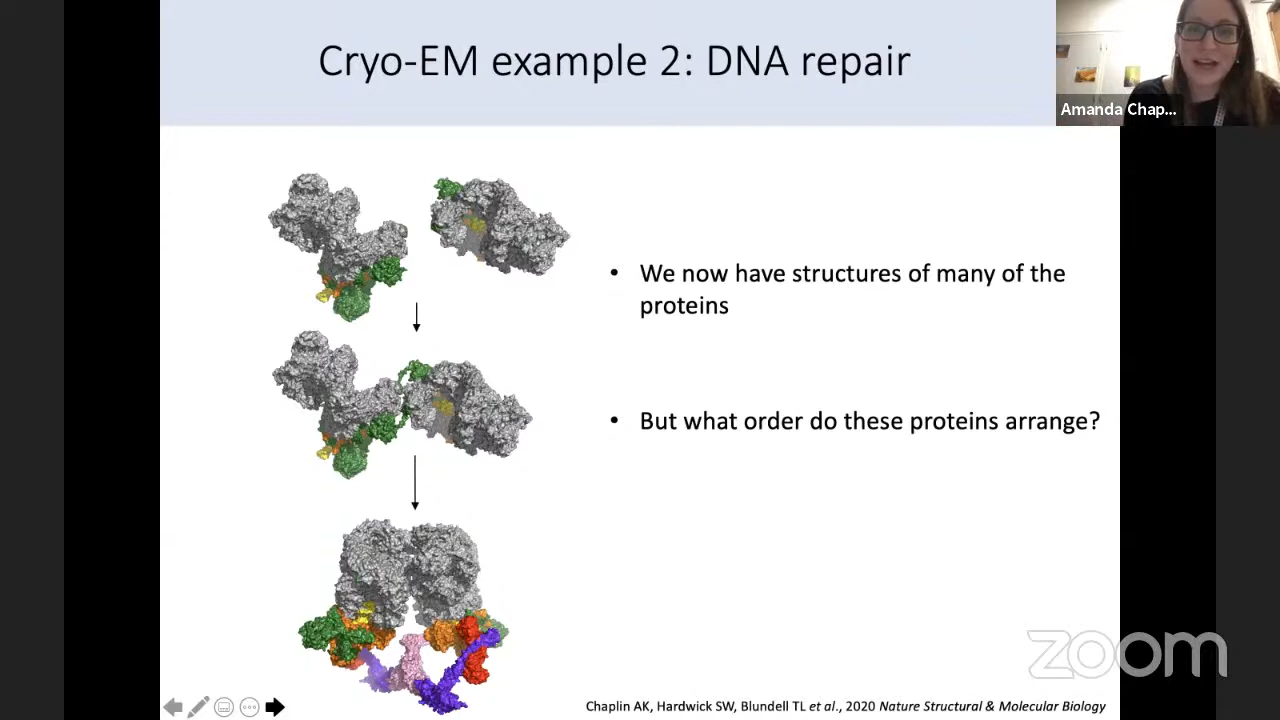 Cryo-EM example 2: DNA repair
Amanda Chap...
• We now have structures of many of the
proteins
• But what order do these proteins arrange?
zoom
Chaplin AK, Hardwick SW, Blundell TL et al., 2020 Nature Structural & Molecular Biology